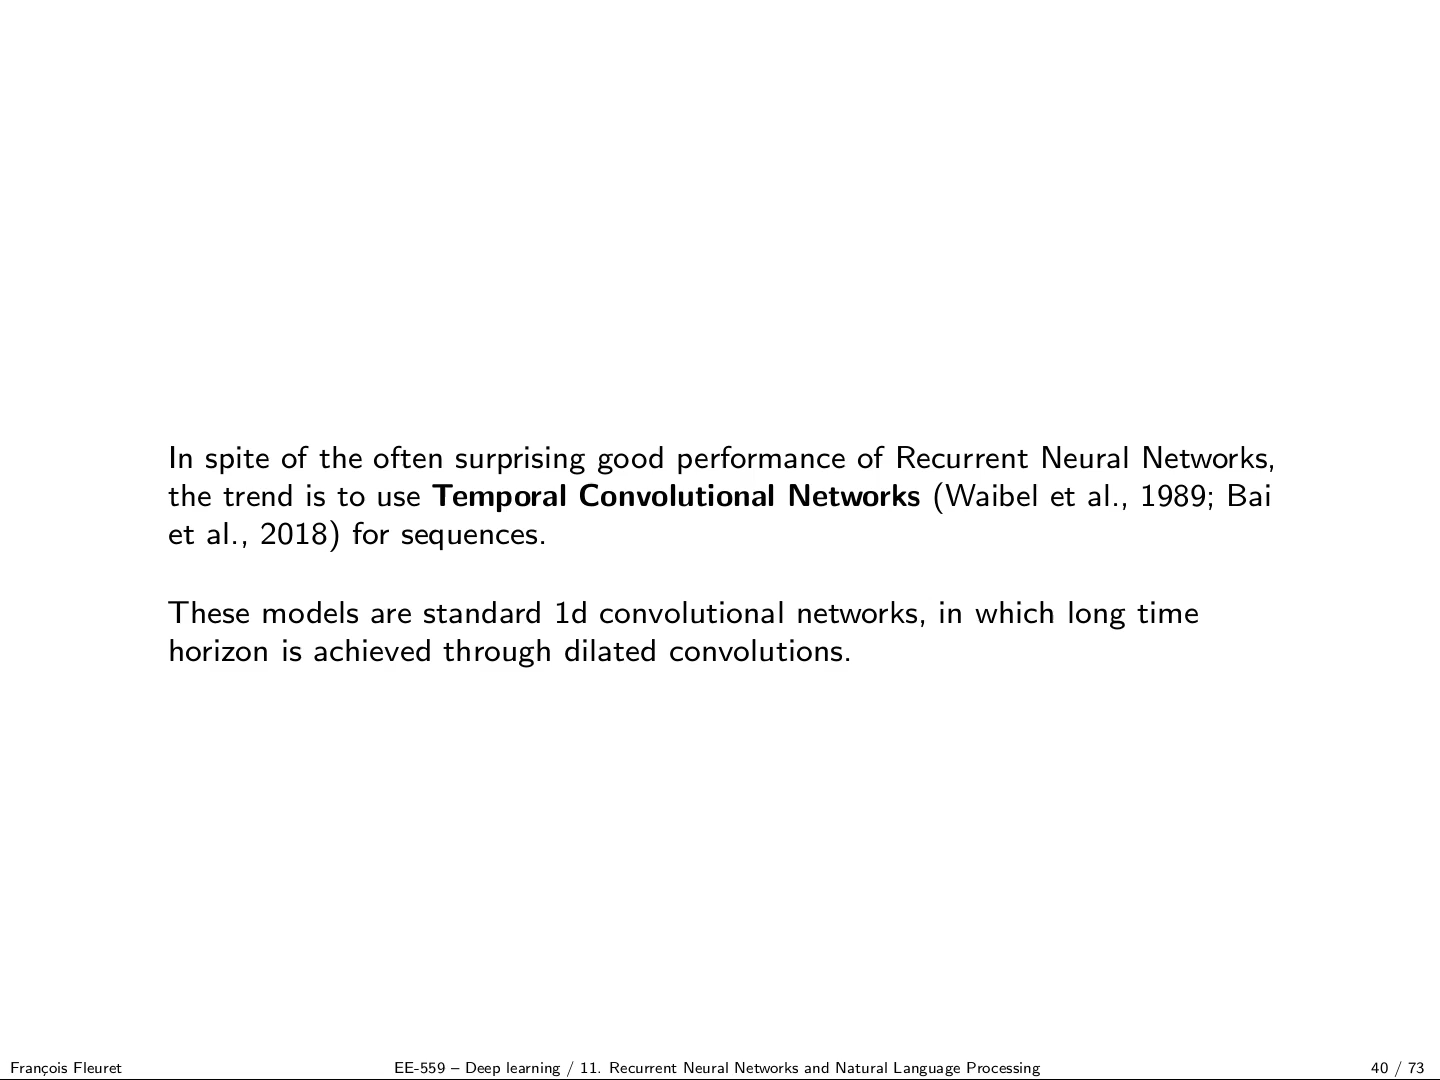 In spite of the often surprising good performance of Recurrent Neural Networks,
the trend is to use Temporal Convolutional Networks (Waibel et al., 1989; Bai
et al., 2018) for sequences.
These models are standard 1d convolutional networks, in which long time
horizon is achieved through dilated convolutions.
François Fleuret EE-559 – Deep learning / 11. Recurrent Neural Networks and Natural Language Processing 40 / 73